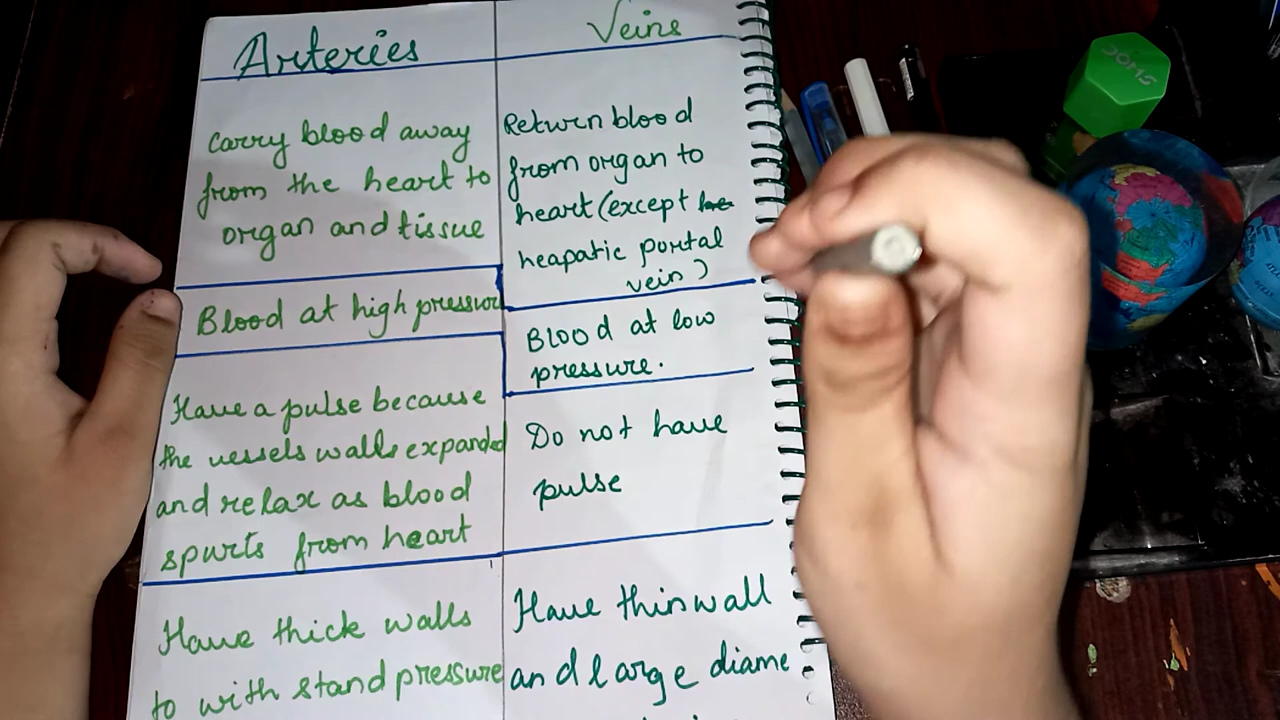 Arteries
Carry blood away
from the heart to
organ and tissue
Blood at high pressure
Have a pulse because
the vessels walls expanded
and relax as blood
spurts from heart
Have thick walls
to with stand pressure
Veins
Return blood
from organ to
heart (except he
heapatic portal
vein)
Blood at low
pressure.
Do not have
pulse
Have thin wall
and large diame